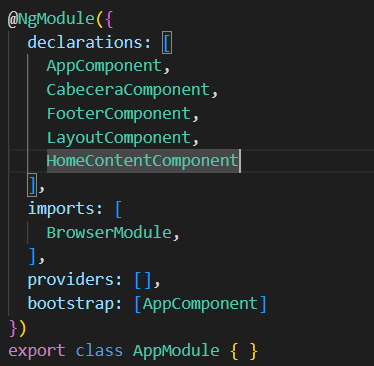 @NgModule({
  declarations: [
    AppComponent,
    CabeceraComponent,
    FooterComponent,
    LayoutComponent,
    HomeContentComponent
  ],
  imports: [
    BrowserModule,
  ],
  providers: [],
  bootstrap: [AppComponent]
})
export class AppModule { }